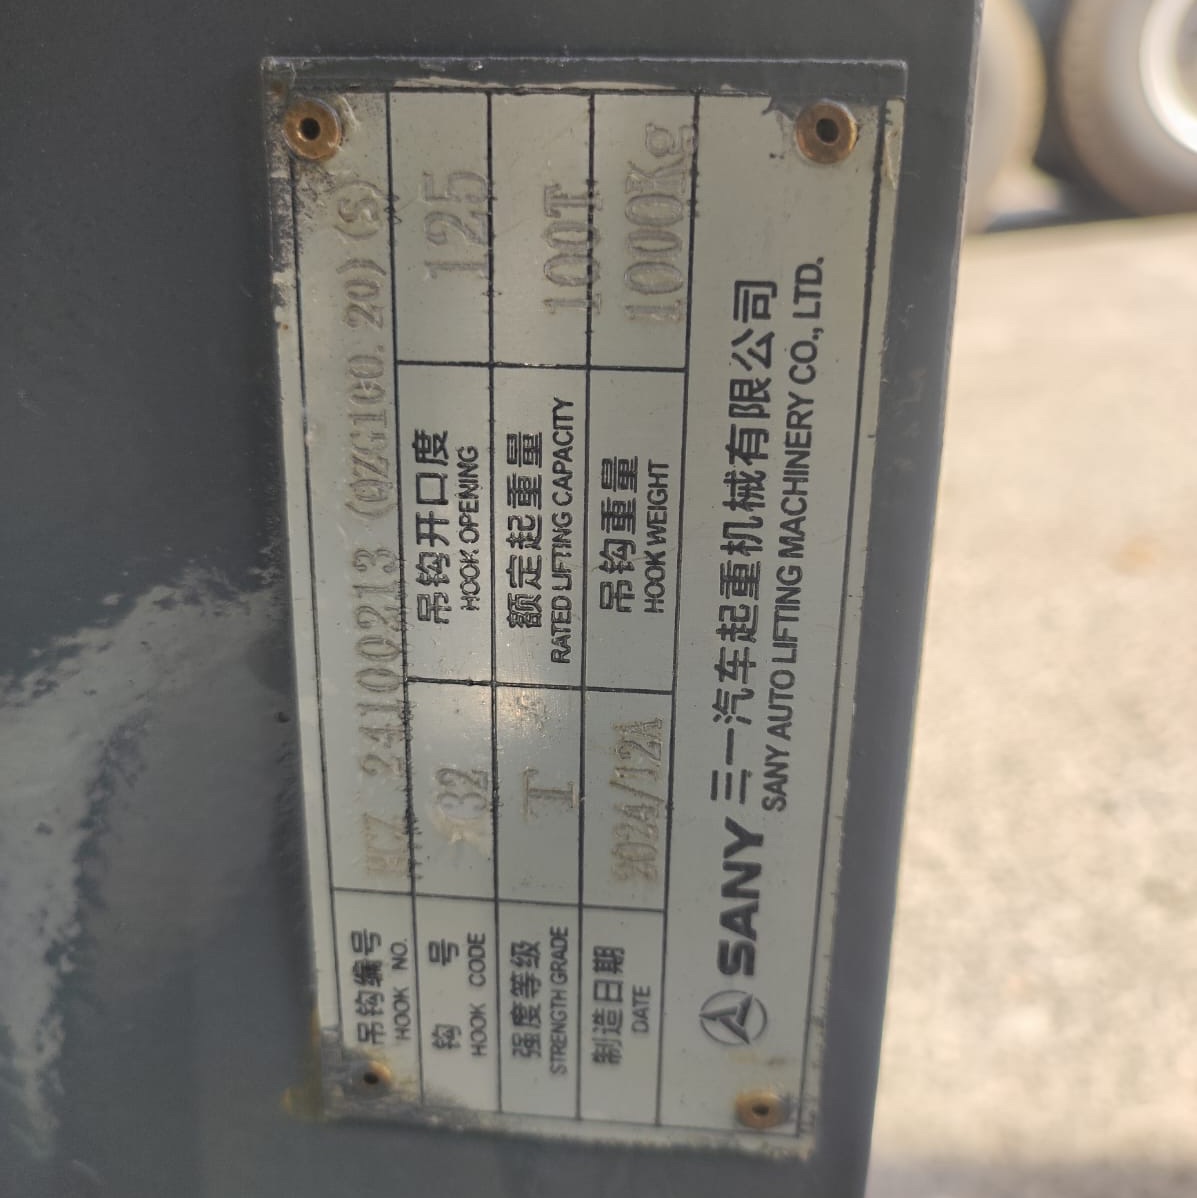 吊钩编号 HCZ 24100213 (QZG100.20)(S)
HOOK NO.
钩 号 32 吊钩开口度 125
HOOK CODE HOOK OPENING
强度等级 T 额定起重量 100T
STRENGTH GRADE RATED LIFTING CAPACITY
制造日期 2024/12A 吊钩重量 1000Kg
DATE HOOK WEIGHT
SANY 三一汽车起重机械有限公司
SANY AUTO LIFTING MACHINERY CO., LTD.